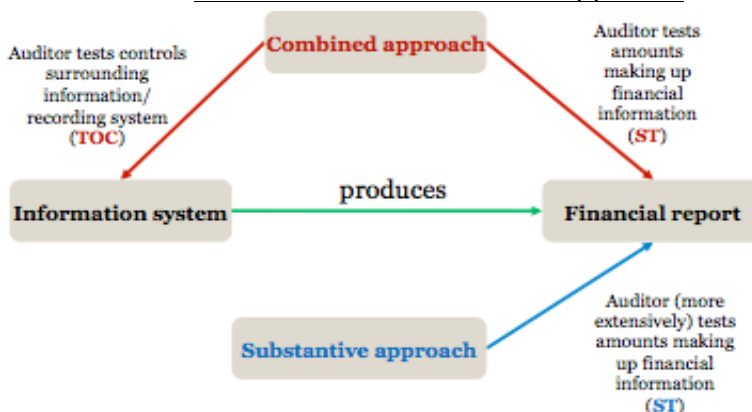 Combined approach
Auditor tests controls
surrounding
information/
recording system
(TOC)
Auditor tests
amounts
making up
financial
information
(ST)
Information system
produces
Financial report
Substantive approach
Auditor (more
extensively) tests
amounts making
up financial
information
(ST)